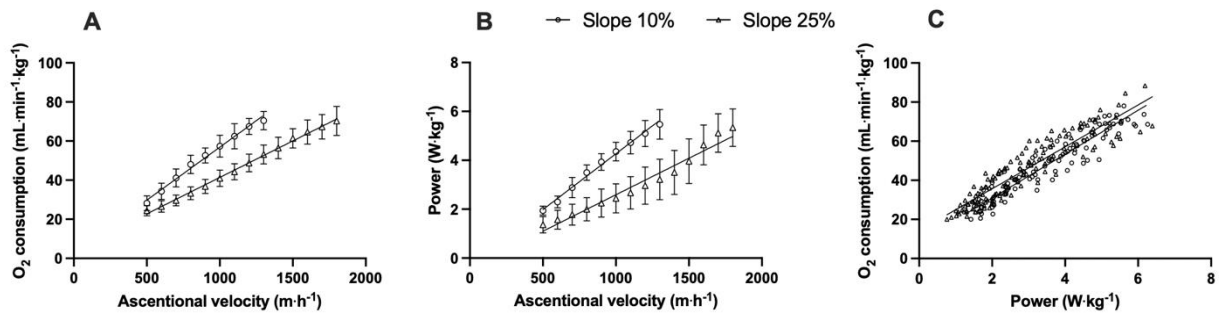 A
O₂ consumption (mL·min⁻¹·kg⁻¹)
100
80
60
40
20
0
0
500
1000
1500
2000
Ascentional velocity (m·h⁻¹)
B
Slope 10%
Slope 25%
Power (W·kg⁻¹)
8
6
4
2
0
0
500
1000
1500
2000
Ascentional velocity (m·h⁻¹)
C
O₂ consumption (mL·min⁻¹·kg⁻¹)
100
80
60
40
20
0
0
2
4
6
8
Power (W·kg⁻¹)